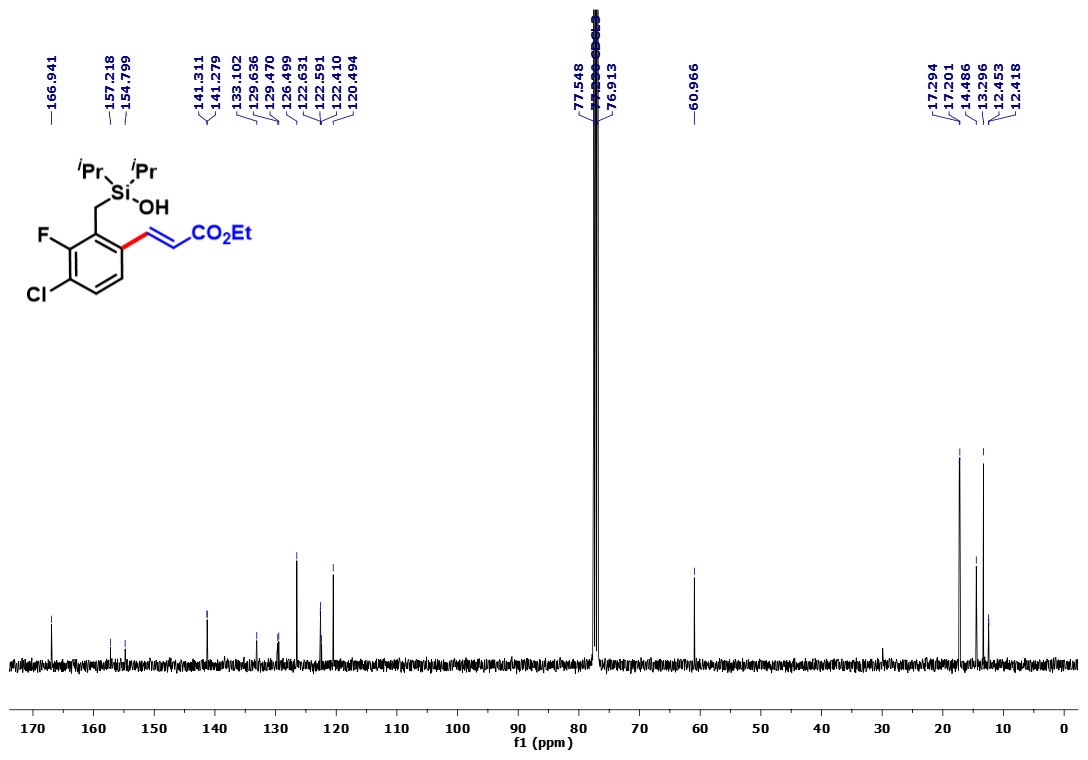 166.941
157.218
154.799
141.311
141.279
133.102
129.636
129.470
126.499
122.631
122.591
122.410
120.494
77.548
77.230 CDCL3
76.913
60.966
17.294
17.201
14.486
13.296
12.453
12.418
iPr iPr
Si
OH
F
CO2Et
Cl
170 160 150 140 130 120 110 100 90 80 70 60 50 40 30 20 10 0
f1 (ppm)